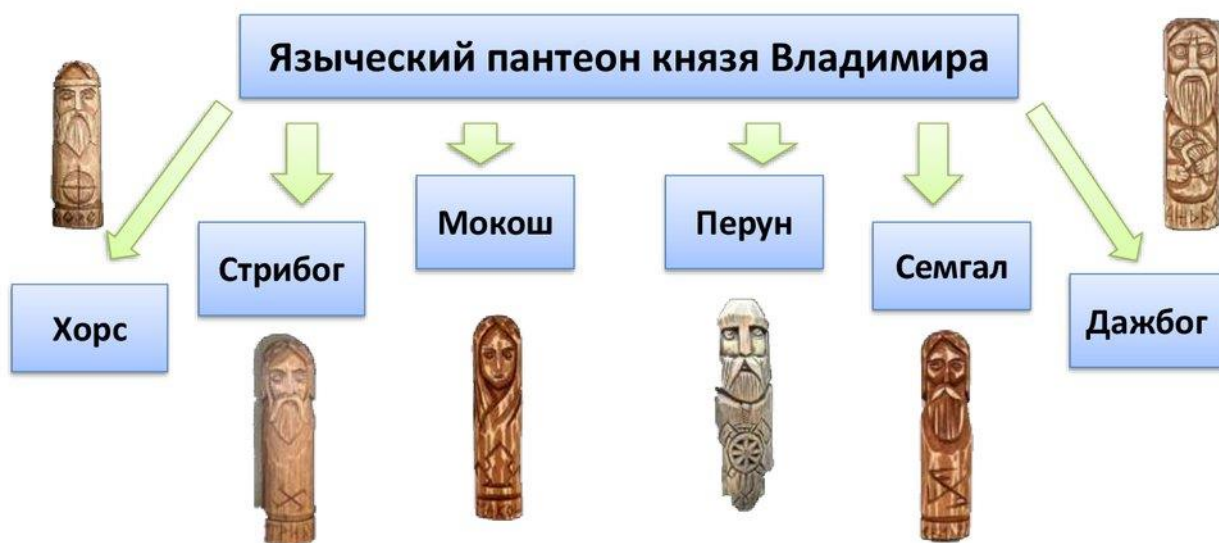 Языческий пантеон князя Владимира
Хорс
Стрибог
Мокош
Перун
Семгал
Дажбог